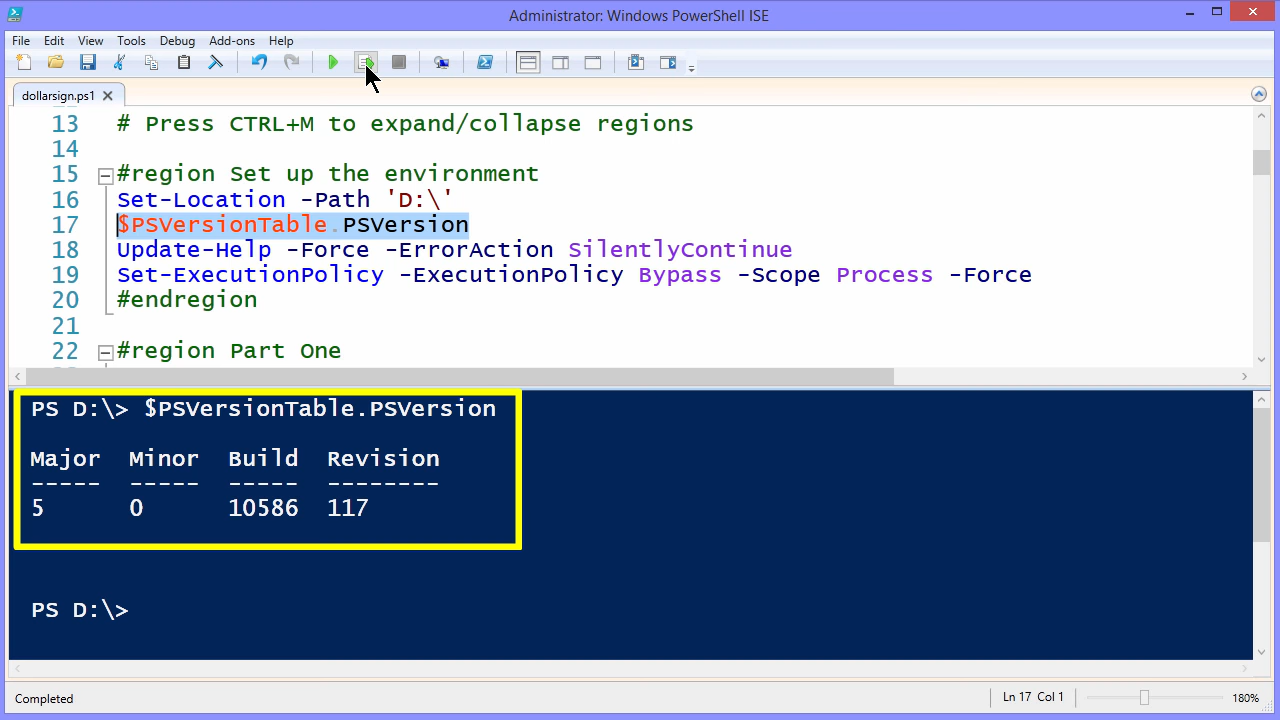 Administrator: Windows PowerShell ISE
File Edit View Tools Debug Add-ons Help
dollarsign.ps1
13 # Press CTRL+M to expand/collapse regions
14
15 #region Set up the environment
16 Set-Location -Path 'D:\'
17 $PSVersionTable.PSVersion
18 Update-Help -Force -ErrorAction SilentlyContinue
19 Set-ExecutionPolicy -ExecutionPolicy Bypass -Scope Process -Force
20 #endregion
21
22 #region Part One
PS D:\> $PSVersionTable.PSVersion
Major Minor Build Revision
----- ----- ----- --------
5 0 10586 117
PS D:\>
Completed Ln 17 Col 1 180%